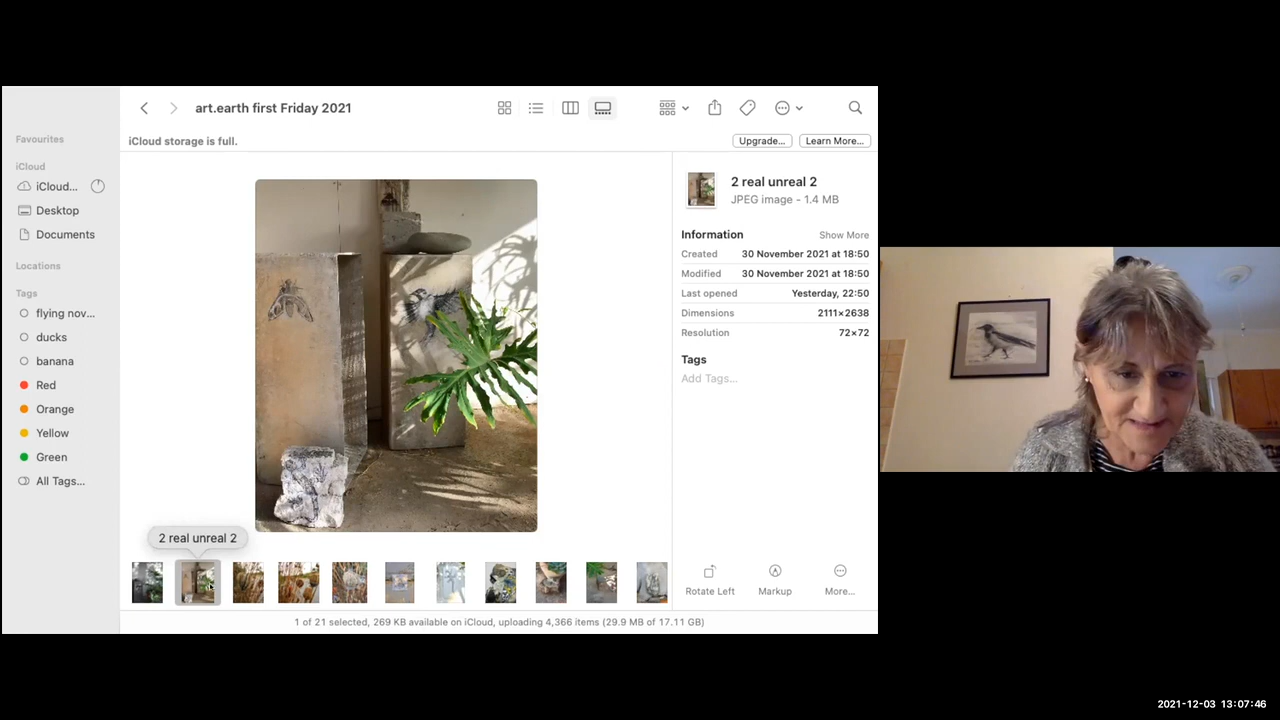 art.earth first Friday 2021
iCloud storage is full.
Upgrade...
Learn More...
Favourites
iCloud
iCloud...
Desktop
Documents
Locations
Tags
flying nov...
ducks
banana
Red
Orange
Yellow
Green
All Tags...
2 real unreal 2
JPEG image - 1.4 MB
Information Show More
Created 30 November 2021 at 18:50
Modified 30 November 2021 at 18:50
Last opened Yesterday, 22:50
Dimensions 2111×2638
Resolution 72×72
Tags
Add Tags...
2 real unreal 2
Rotate Left
Markup
More...
1 of 21 selected, 269 KB available on iCloud, uploading 4,366 items (29.9 MB of 17.11 GB)
2021-12-03 13:07:46